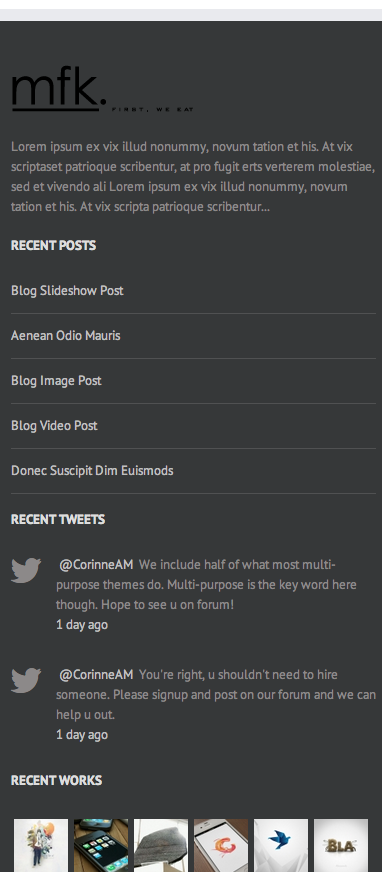 mfk.
FIRST, WE EAT
Lorem ipsum ex vix illud nonummy, novum tation et his. At vix
scriptaset patrioque scribentur, at pro fugit erts verterem molestiae,
sed et vivendo ali Lorem ipsum ex vix illud nonummy, novum
tation et his. At vix scripta patrioque scribentur...
RECENT POSTS
Blog Slideshow Post
Aenean Odio Mauris
Blog Image Post
Blog Video Post
Donec Suscipit Dim Euismods
RECENT TWEETS
@CorinneAM We include half of what most multi-
purpose themes do. Multi-purpose is the key word here
though. Hope to see u on forum!
1 day ago
@CorinneAM You're right, u shouldn't need to hire
someone. Please signup and post on our forum and we can
help u out.
1 day ago
RECENT WORKS
BLA